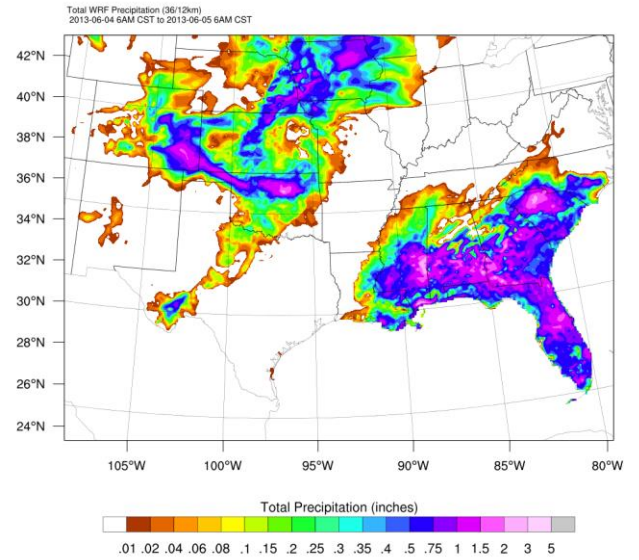 Total WRF Precipitation (36/12km)
2013-06-04 6AM CST to 2013-06-05 6AM CST
42°N
40°N
38°N
36°N
34°N
32°N
30°N
28°N
26°N
24°N
105°W 100°W 95°W 90°W 85°W 80°W
Total Precipitation (inches)
.01 .02 .04 .06 .08 .1 .15 .2 .25 .3 .35 .4 .5 .75 1 1.5 2 3 5